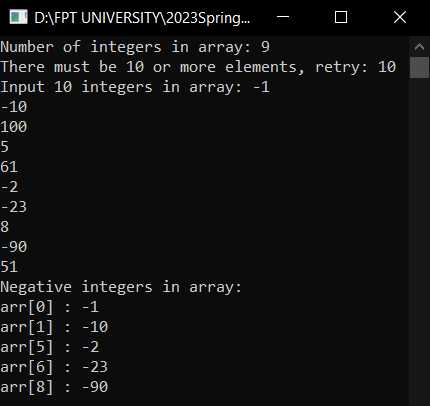 D:\FPT UNIVERSITY\2023Spring...
Number of integers in array: 9
There must be 10 or more elements, retry: 10
Input 10 integers in array: -1
-10
100
5
61
-2
-23
8
-90
51
Negative integers in array:
arr[0] : -1
arr[1] : -10
arr[5] : -2
arr[6] : -23
arr[8] : -90